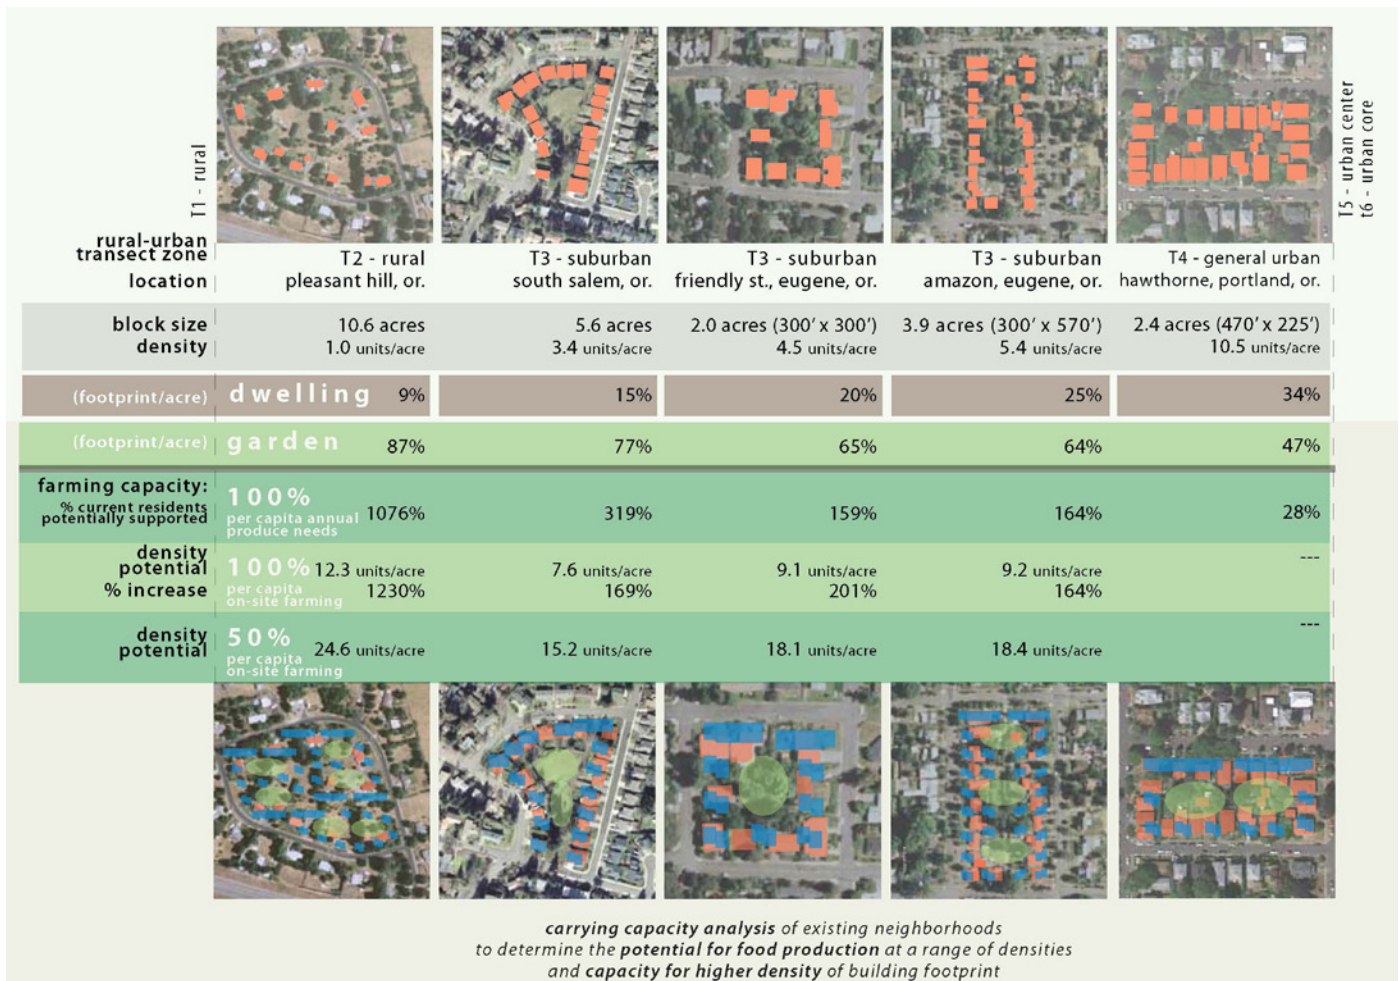 T1 - rural
T5 - urban center
t6 - urban core
rural-urban
transect zone
T2 - rural
T3 - suburban
T3 - suburban
T3 - suburban
T4 - general urban
location
pleasant hill, or.
south salem, or.
friendly st., eugene, or.
amazon, eugene, or.
hawthorne, portland, or.
block size
10.6 acres
5.6 acres
2.0 acres (300' x 300')
3.9 acres (300' x 570')
2.4 acres (470' x 225')
density
1.0 units/acre
3.4 units/acre
4.5 units/acre
5.4 units/acre
10.5 units/acre
(footprint/acre)
dwelling
9%
15%
20%
25%
34%
(footprint/acre)
garden
87%
77%
65%
64%
47%
farming capacity:
% current residents
potentially supported
100%
per capita annual
produce needs
1076%
319%
159%
164%
28%
density
potential
100%
per capita
on-site farming
12.3 units/acre
7.6 units/acre
9.1 units/acre
9.2 units/acre
---
% increase
1230%
169%
201%
164%
density
potential
50%
per capita
on-site farming
24.6 units/acre
15.2 units/acre
18.1 units/acre
18.4 units/acre
---
carrying capacity analysis of existing neighborhoods
to determine the potential for food production at a range of densities
and capacity for higher density of building footprint